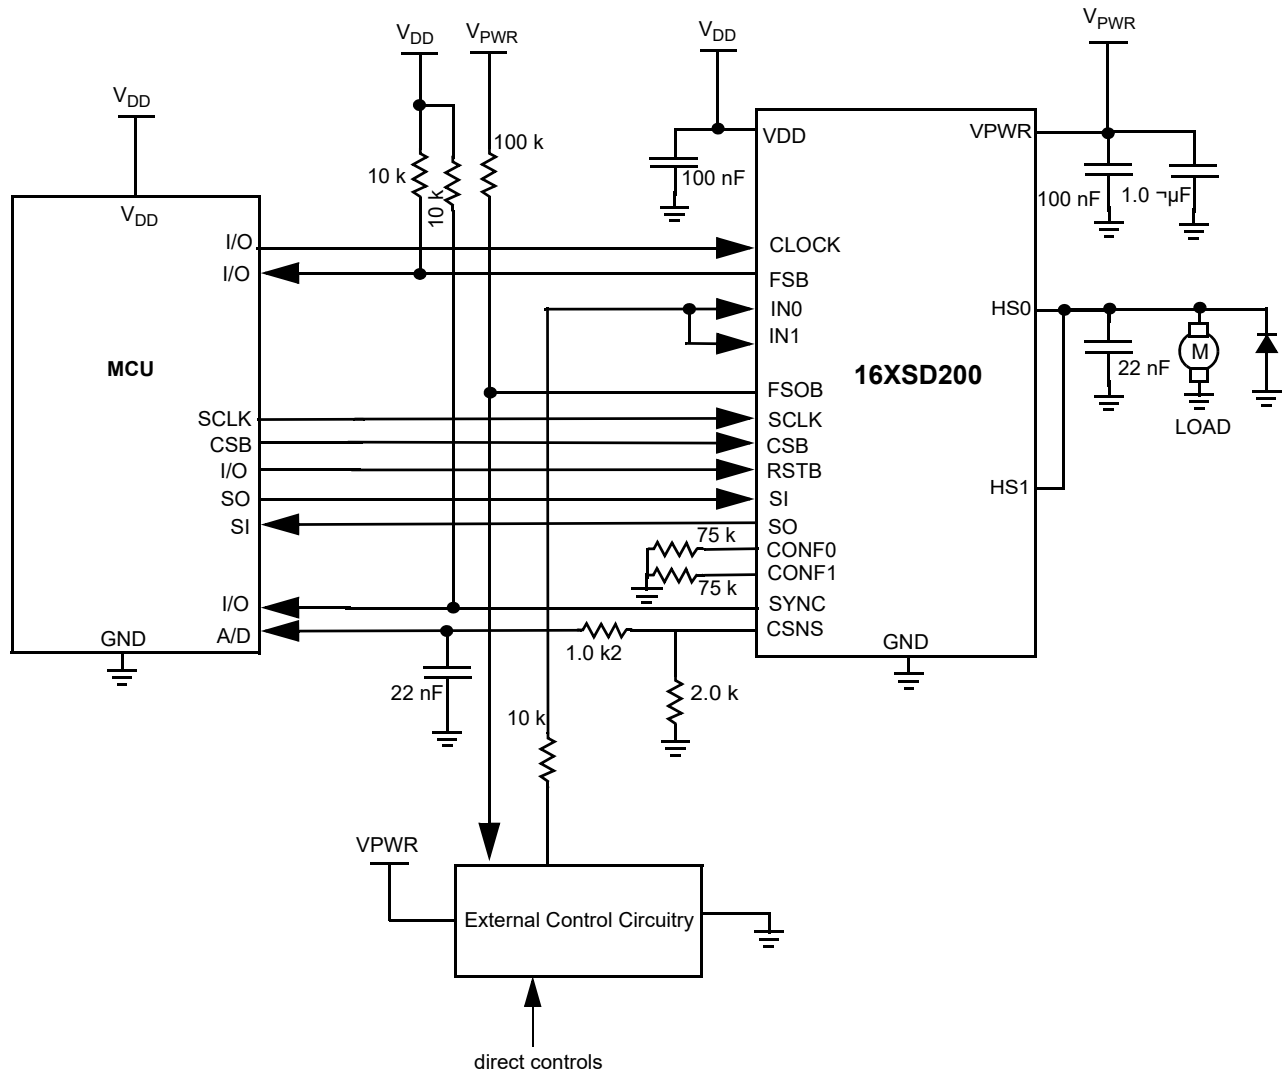 VDD
VPWR
VDD
VPWR
VDD
10 k
10 k
100 k
100 nF
100 nF
1.0 ¬µF
VDD
I/O
I/O
MCU
SCLK
CSB
I/O
SO
SI
I/O
A/D
GND
VDD
CLOCK
FSB
IN0
IN1
FSOB
SCLK
CSB
RSTB
SI
SO
CONF0
CONF1
SYNC
CSNS
GND
16XSD200
VPWR
HS0
HS1
22 nF
M
LOAD
75 k
75 k
1.0 k2
22 nF
2.0 k
10 k
VPWR
External Control Circuitry
direct controls